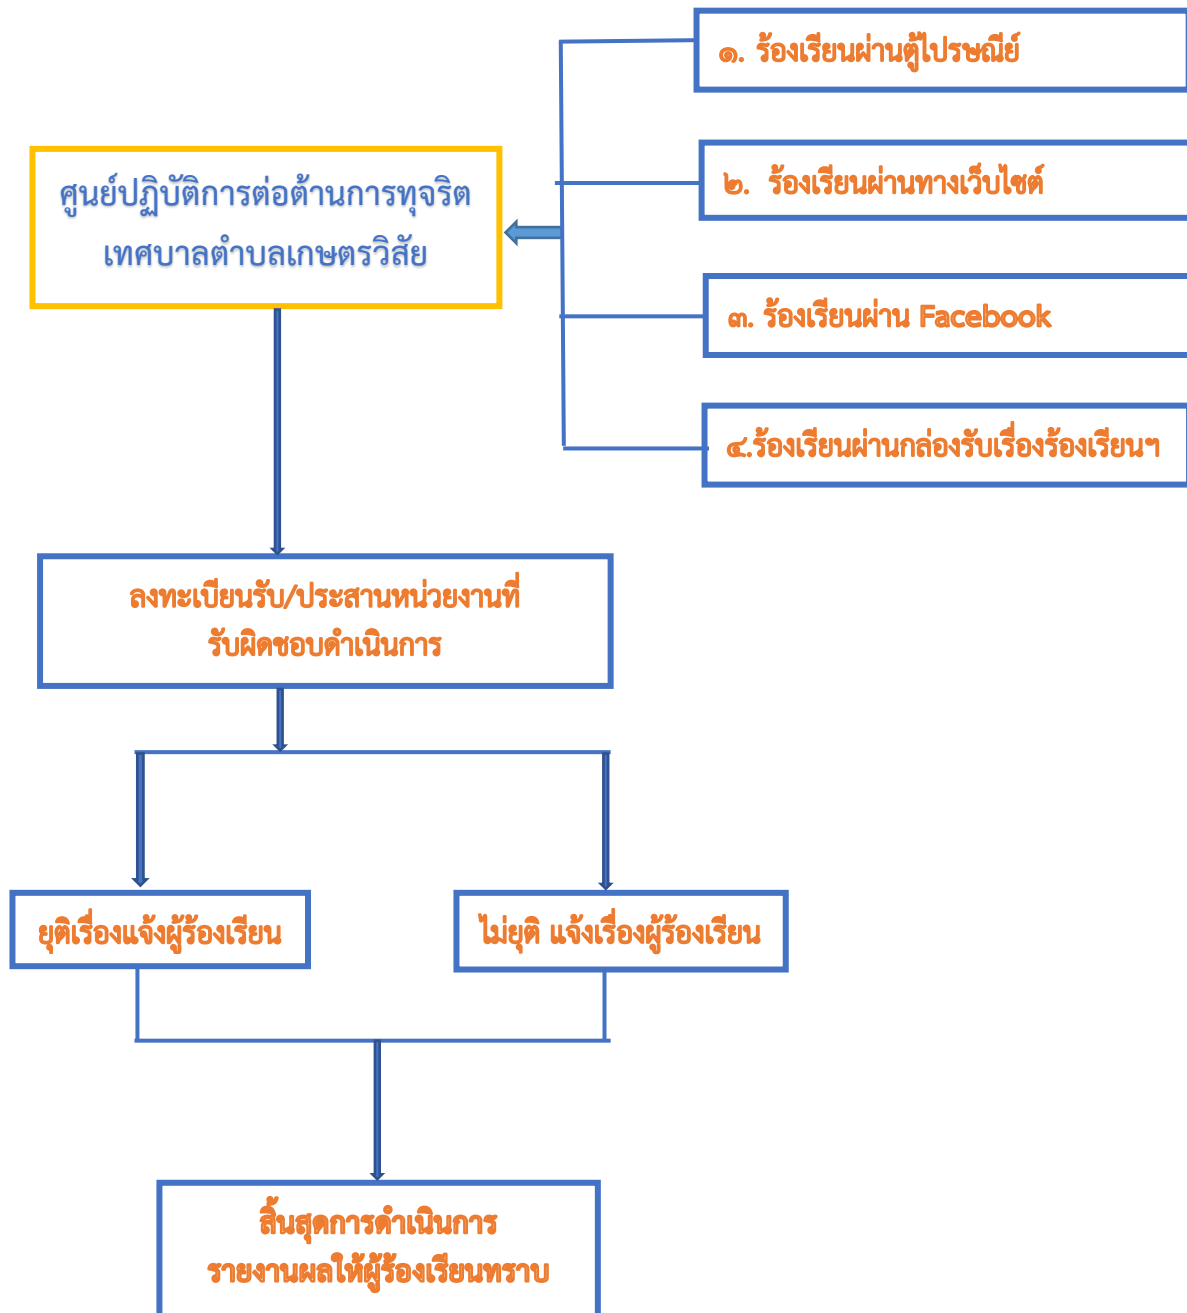 ๑. ร้องเรียนผ่านตู้ไปรษณีย์
ศูนย์ปฏิบัติการต่อต้านการทุจริต
เทศบาลตำบลเกษตรวิสัย
๒. ร้องเรียนผ่านทางเว็บไซต์
๓. ร้องเรียนผ่าน Facebook
๔.ร้องเรียนผ่านกล่องรับเรื่องร้องเรียนฯ
ลงทะเบียนรับ/ประสานหน่วยงานที่
รับผิดชอบดำเนินการ
ยุติเรื่องแจ้งผู้ร้องเรียน
ไม่ยุติ แจ้งเรื่องผู้ร้องเรียน
สิ้นสุดการดำเนินการ
รายงานผลให้ผู้ร้องเรียนทราบ